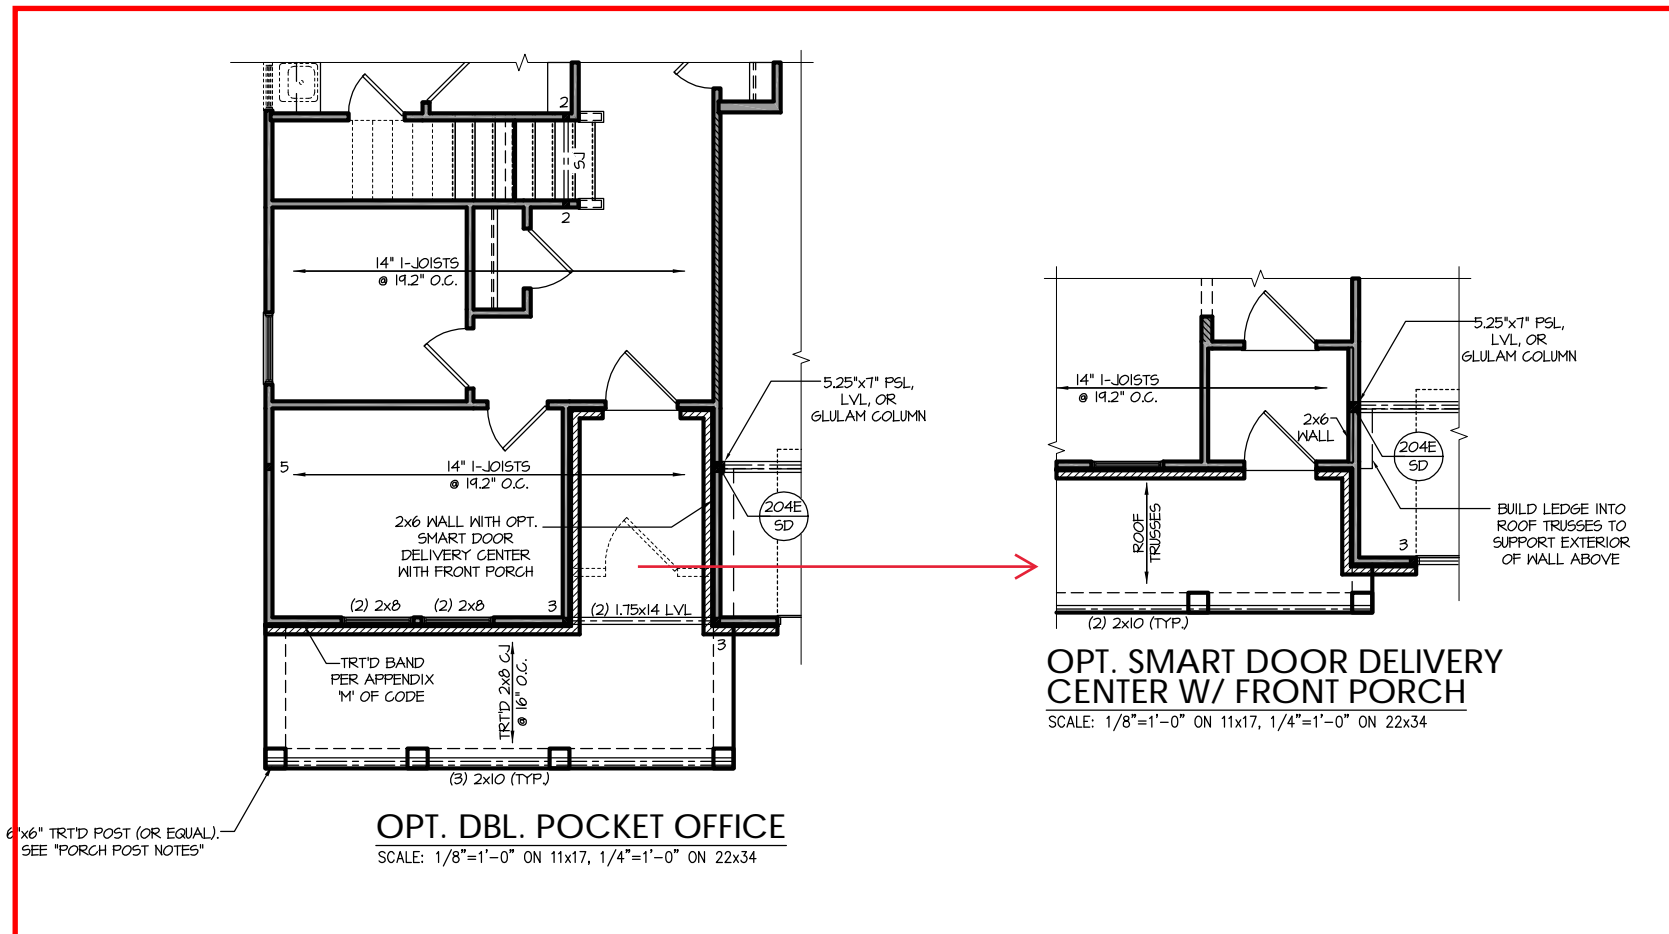 2
SJ
2
14" I-JOISTS
@ 19.2" O.C.
5.25"x7" PSL,
LVL, OR
GLULAM COLUMN
5
14" I-JOISTS
@ 19.2" O.C.
204E
SD
2x6 WALL WITH OPT.
SMART DOOR
DELIVERY CENTER
WITH FRONT PORCH
(2) 2x8
(2) 2x8
3
(2) 1.75x14 LVL
3
TRT'D BAND
PER APPENDIX
'M' OF CODE
TRT'D 2x8 CJ
@ 16" O.C.
(3) 2x10 (TYP.)
6"x6" TRT'D POST (OR EQUAL).
SEE "PORCH POST NOTES"
OPT. DBL. POCKET OFFICE
SCALE: 1/8"=1'-0" ON 11x17, 1/4"=1'-0" ON 22x34
5.25"x7" PSL,
LVL, OR
GLULAM COLUMN
14" I-JOISTS
@ 19.2" O.C.
2x6
WALL
204E
SD
ROOF
TRUSSES
BUILD LEDGE INTO
ROOF TRUSSES TO
SUPPORT EXTERIOR
OF WALL ABOVE
3
(2) 2x10 (TYP.)
OPT. SMART DOOR DELIVERY
CENTER W/ FRONT PORCH
SCALE: 1/8"=1'-0" ON 11x17, 1/4"=1'-0" ON 22x34